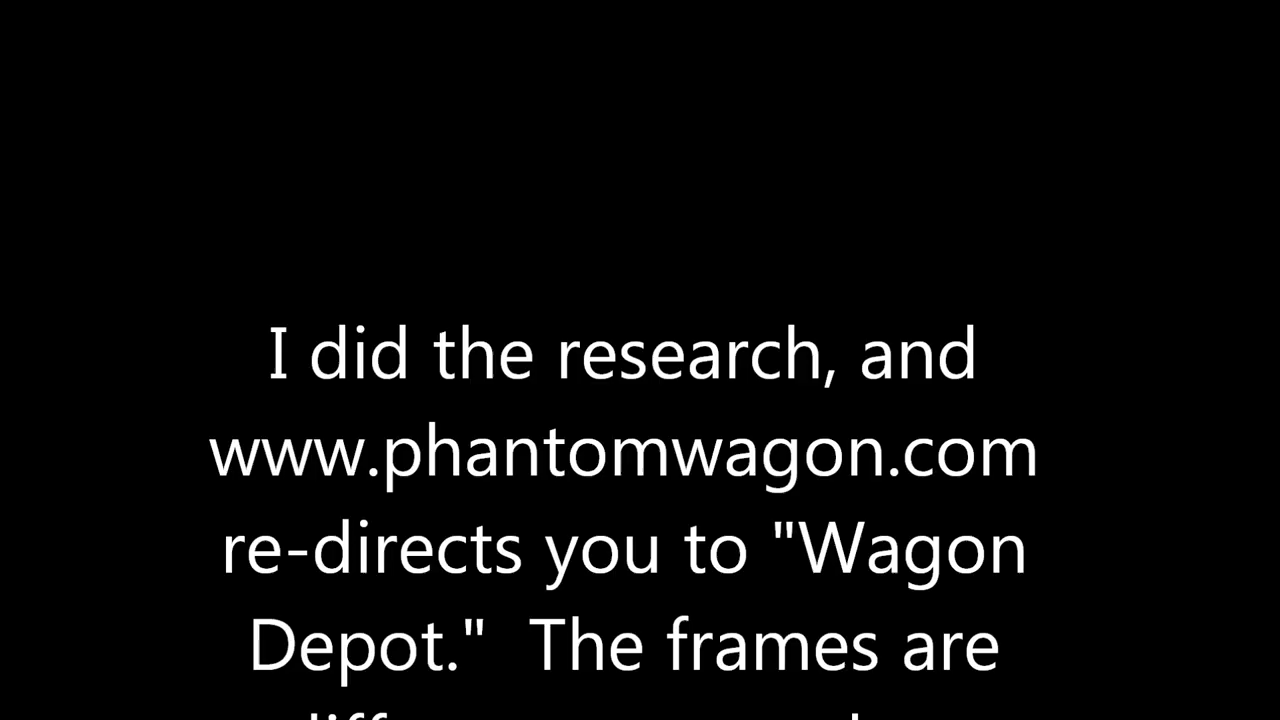 I did the research, and
www.phantomwagon.com
re-directs you to "Wagon
Depot."  The frames are